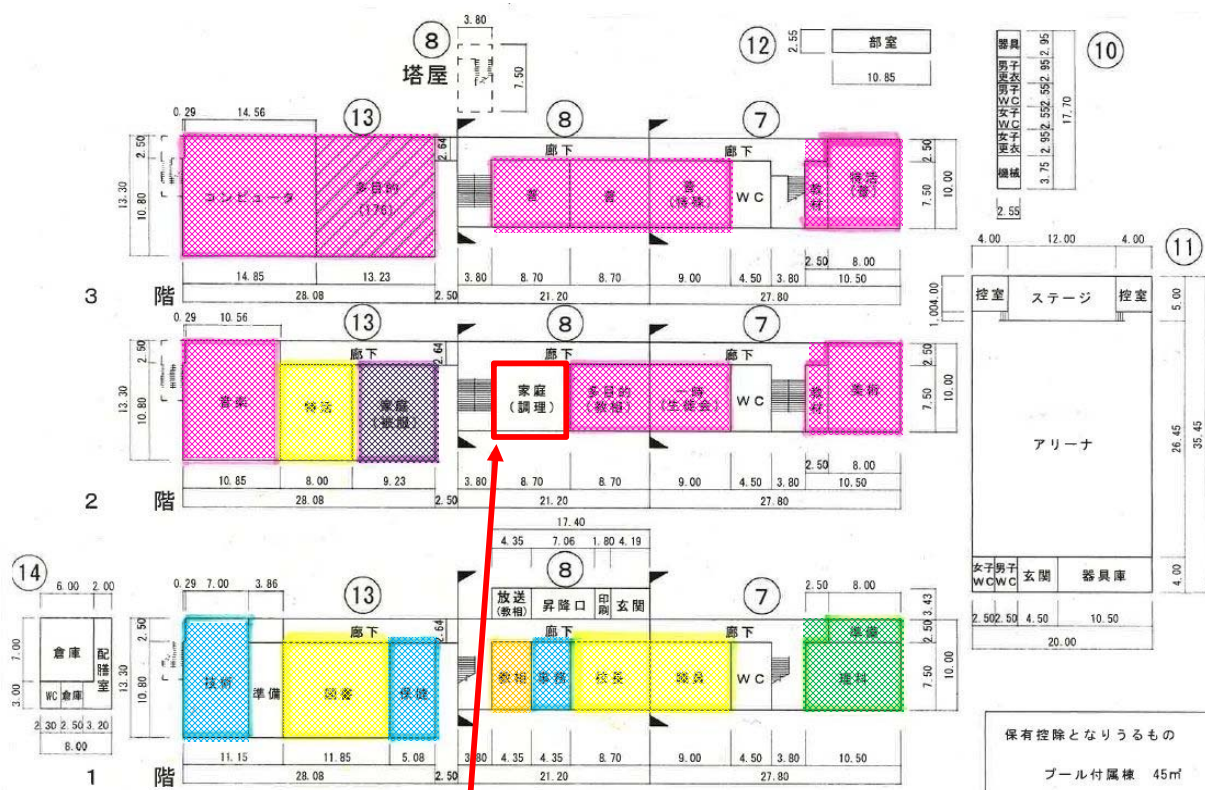 3.80
⑧
塔屋
7.50
⑫
2.55
部室
10.85
⑩
器具
男子更衣
男子WC
女子WC
女子更衣
機械
2.95
2.95
2.55
2.55
2.95
3.75
17.70
2.55
0.29 14.56
⑬
⑧
⑦
2.50
10.80
13.30
2.64
廊下
廊下
コンピュータ
多目的
(176)
普
普
普
(特殊)
WC
教材
特活
(普)
2.50
7.50
10.00
2.50 8.00
14.85 13.23
3.80 8.70 8.70 9.00 4.50 3.80 10.50
28.08 2.50 21.20 27.80
3 階
0.29 10.56
⑬
⑧
⑦
2.50
10.80
13.30
廊下
2.64
廊下
廊下
音楽
特活
家庭
(被服)
家庭
(調理)
多目的
(教相)
一時
(生徒会)
WC
教材
美術
2.50
7.50
10.00
2.50 8.00
10.85 8.00 9.23
3.80 8.70 8.70 9.00 4.50 3.80 10.50
28.08 2.50 21.20 27.80
2 階
17.40
4.35 7.06 1.80 4.19
⑧
放送
(教相)
昇降口
印刷
玄関
⑭
6.00 2.00
7.00
3.00
倉庫
配膳室
WC 倉庫
2.30 2.50 3.20
8.00
0.29 7.00 3.86
⑬
⑦
2.50 8.00
3.43
2.50
10.80
13.30
廊下
2.64
廊下
廊下
技術
準備
図書
保健
教相
事務
校長
職員
WC
準備
理科
2.50
7.50
10.00
11.15 11.85 5.08 3.80 4.35 4.35 8.70 9.00 4.50 3.80 10.50
28.08 2.50 21.20 27.80
1 階
4.00 12.00 4.00
⑪
控室
ステージ
控室
1.00 4.00
5.00
アリーナ
26.45
35.45
女子WC
男子WC
玄関
器具庫
4.00
2.50 2.50 4.50 10.50
20.00
保有控除となりうるもの
プール付属棟 45㎡